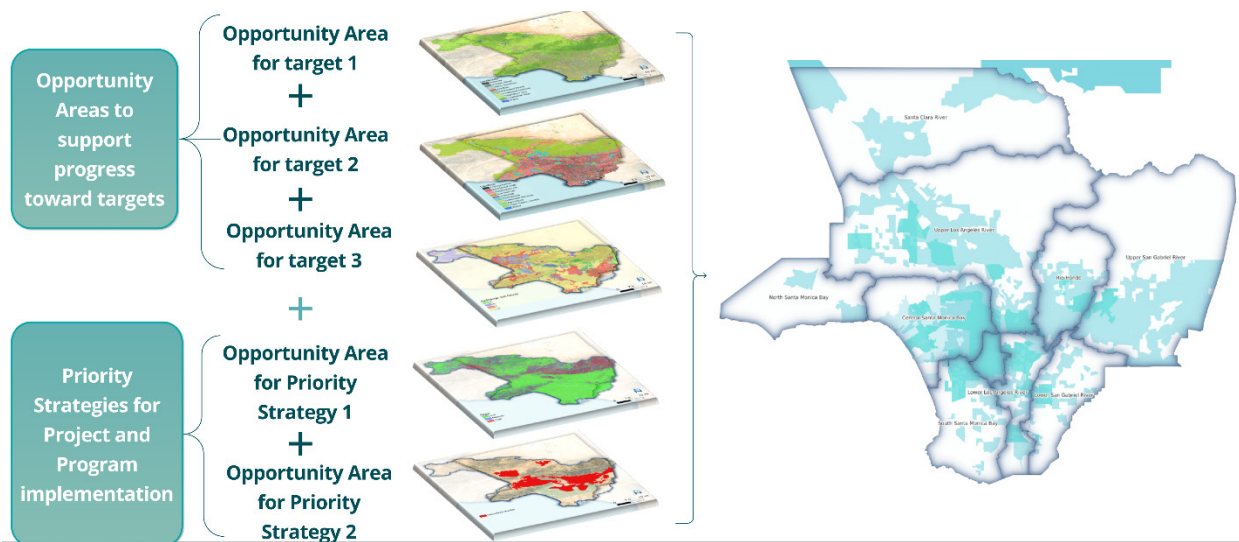 Opportunity
Areas to
support
progress
toward targets
Opportunity Area
for target 1
+
Opportunity Area
for target 2
+
Opportunity Area
for target 3
+
Priority
Strategies for
Project and
Program
implementation
Opportunity Area
for Priority
Strategy 1
+
Opportunity Area
for Priority
Strategy 2
Santa Clara River
Upper Los Angeles River
Upper San Gabriel River
Rio Hondo
North Santa Monica Bay
Central Santa Monica Bay
Lower Los Angeles River
Lower San Gabriel River
South Santa Monica Bay